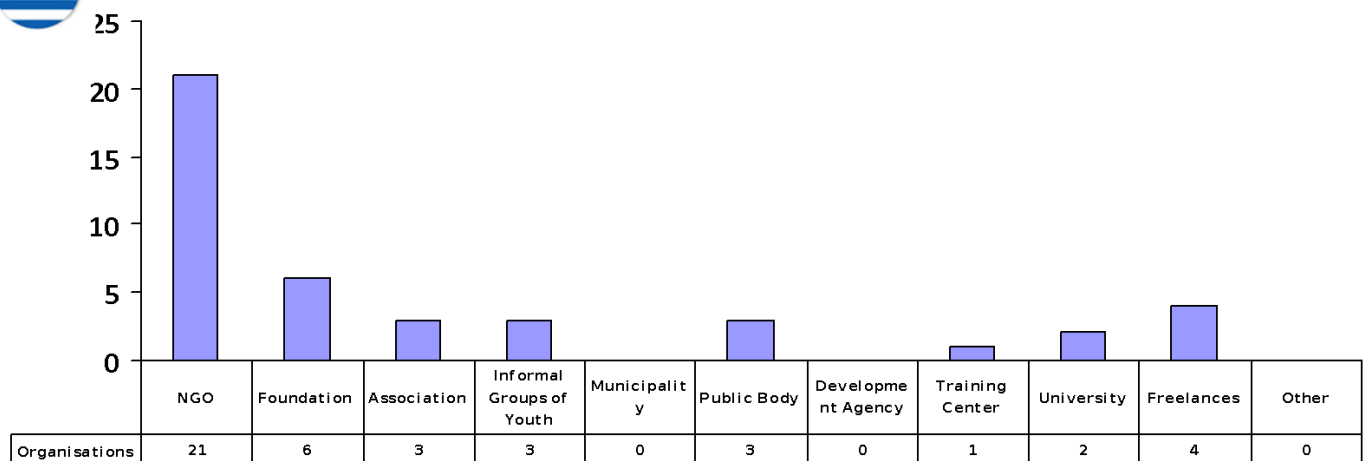 25
20
15
10
5
0
NGO
Foundation
Association
Informal
Groups of
Youth
Municipalit
y
Public Body
Developme
nt Agency
Training
Center
University
Freelances
Other
Organisations 21 6 3 3 0 3 0 1 2 4 0